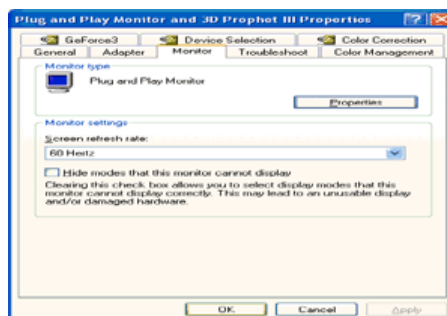 Plug and Play Monitor and 3D Prophet III Properties
GeForce3 Device Selection Color Correction
General Adapter Monitor Troubleshoot Color Management
Monitor type
Plug and Play Monitor
Properties
Monitor settings
Screen refresh rate:
60 Hertz
Hide modes that this monitor cannot display
Clearing this check box allows you to select display modes that this
monitor cannot display correctly. This may lead to an unusable display
and/or damaged hardware.
OK Cancel Apply